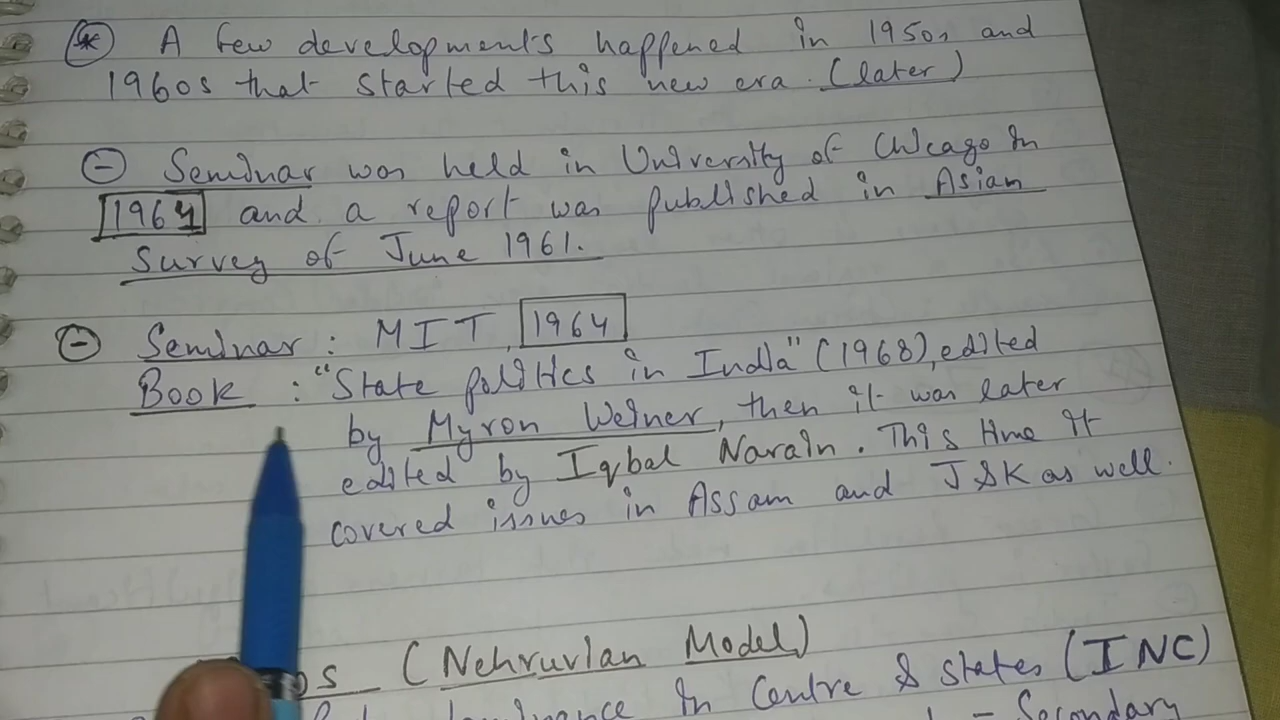 A few developments happened in 1950s and
1960s that started this new era. (later)
Seminar was held in University of Chicago in
1964 and a report was published in Asian
Survey of June 1961.
Seminar: MIT, 1964
Book: "State politics in India" (1968), edited
by Myron Weiner, then it was later
edited by Iqbal Narain. This time it
covered issues in Assam and J&K as well.
(Nehruvian Model)
in Centre & states (INC)
- Secondary